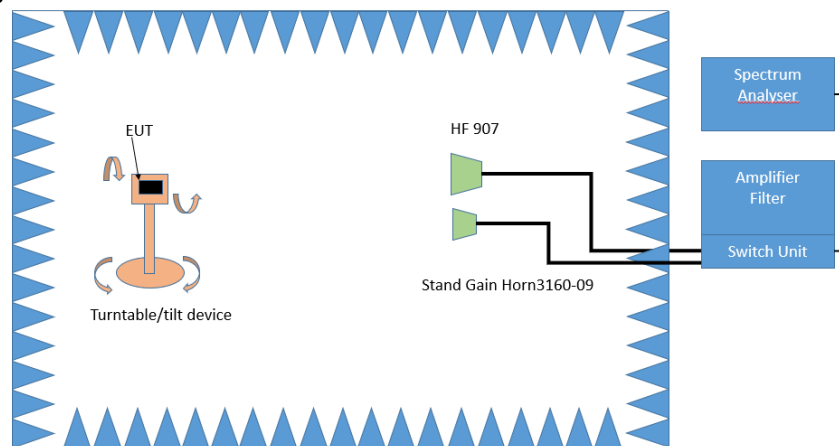 Spectrum
Analyser
EUT
HF 907
Amplifier
Filter
Switch Unit
Stand Gain Horn3160-09
Turntable/tilt device